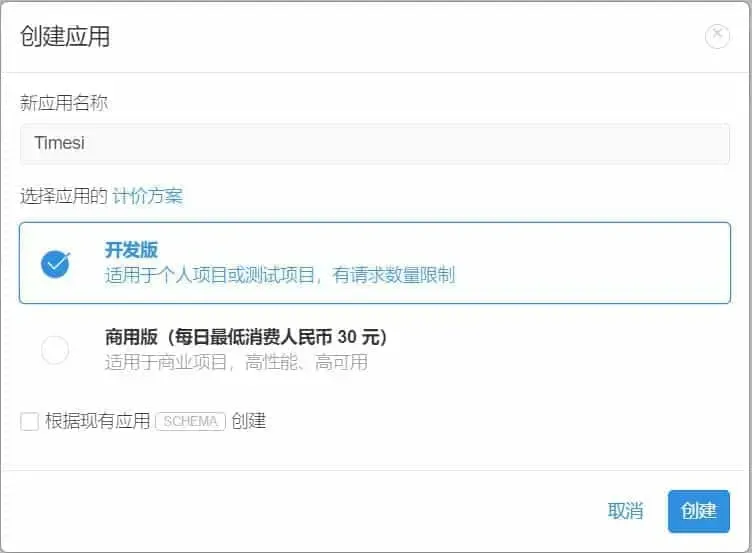 创建应用
新应用名称
Timesi
选择应用的 计价方案
开发版
适用于个人项目或测试项目，有请求数量限制
商用版（每日最低消费人民币 30 元）
适用于商业项目，高性能、高可用
根据现有应用 SCHEMA 创建
取消 创建